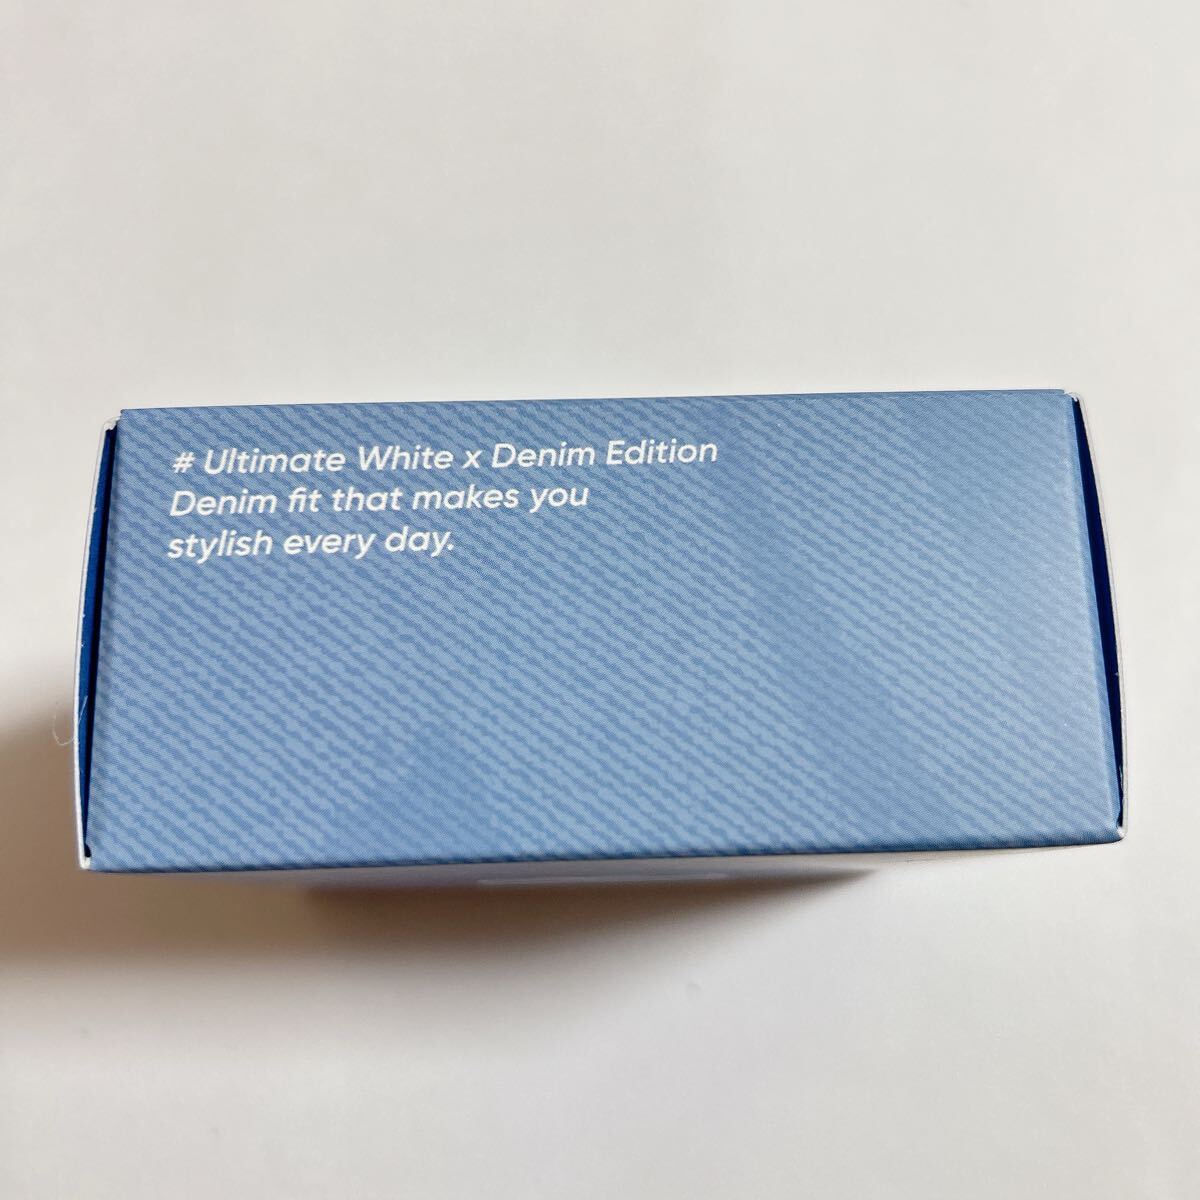 # Ultimate White x Denim Edition
Denim fit that makes you
stylish every day.